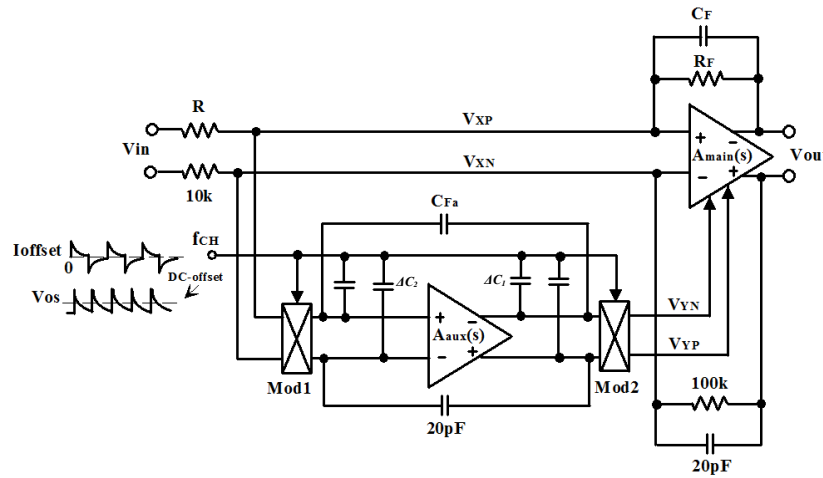 CF
RF
R
VXP
+
−
Amain(s)
Vin
VXN
−
+
Vou
10k
CFa
fCH
Ioffset
0
DC-offset
ΔC2
ΔC1
Vos
+
−
VYN
Aaux(s)
−
+
VYP
Mod1
Mod2
100k
20pF
20pF